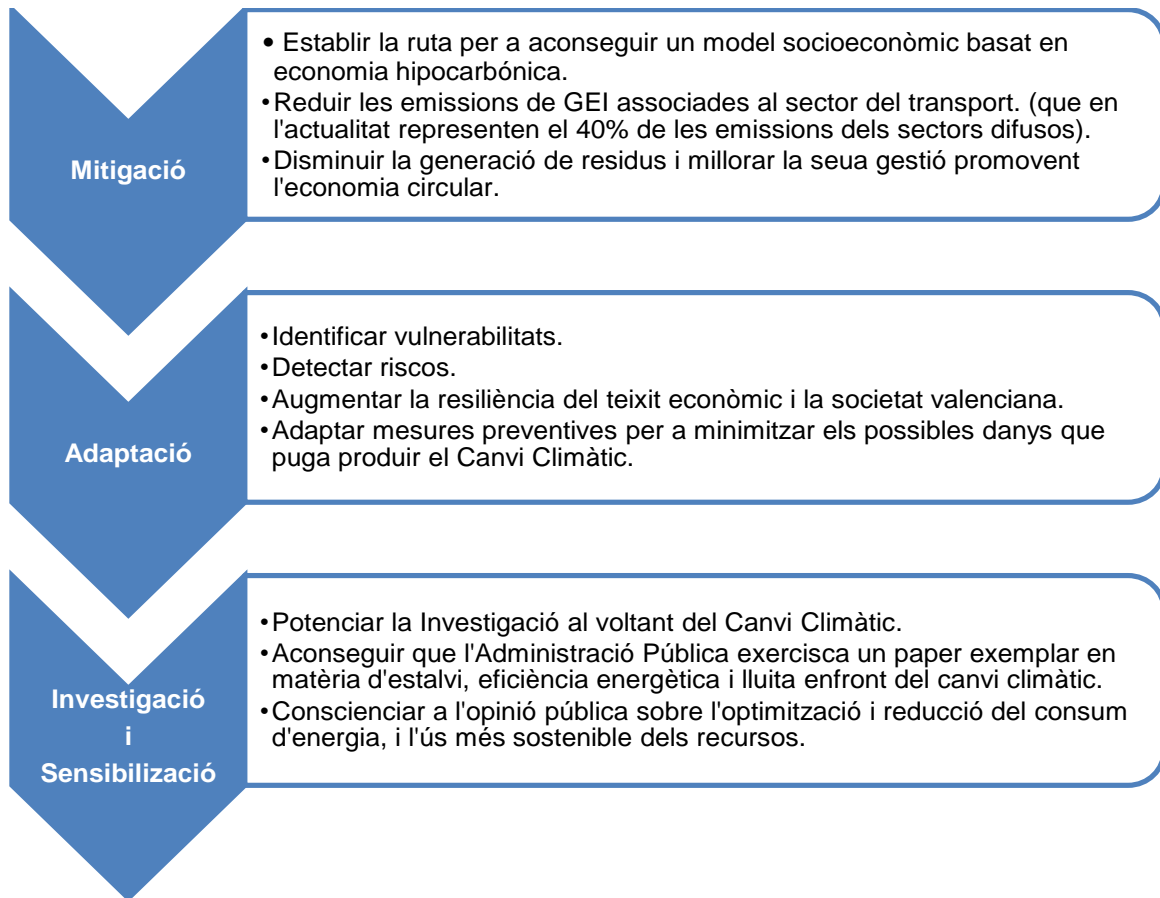 Mitigació
• Establir la ruta per a aconseguir un model socioeconòmic basat en
economia hipocarbónica.
•Reduir les emissions de GEI associades al sector del transport. (que en
l'actualitat representen el 40% de les emissions dels sectors difusos).
•Disminuir la generació de residus i millorar la seua gestió promovent
l'economia circular.
Adaptació
•Identificar vulnerabilitats.
•Detectar riscos.
•Augmentar la resiliència del teixit econòmic i la societat valenciana.
•Adaptar mesures preventives per a minimitzar els possibles danys que
puga produir el Canvi Climàtic.
Investigació
i
Sensibilizació
•Potenciar la Investigació al voltant del Canvi Climàtic.
•Aconseguir que l'Administració Pública exercisca un paper exemplar en
matèria d'estalvi, eficiència energètica i lluita enfront del canvi climàtic.
•Conscienciar a l'opinió pública sobre l'optimització i reducció del consum
d'energia, i l'ús més sostenible dels recursos.